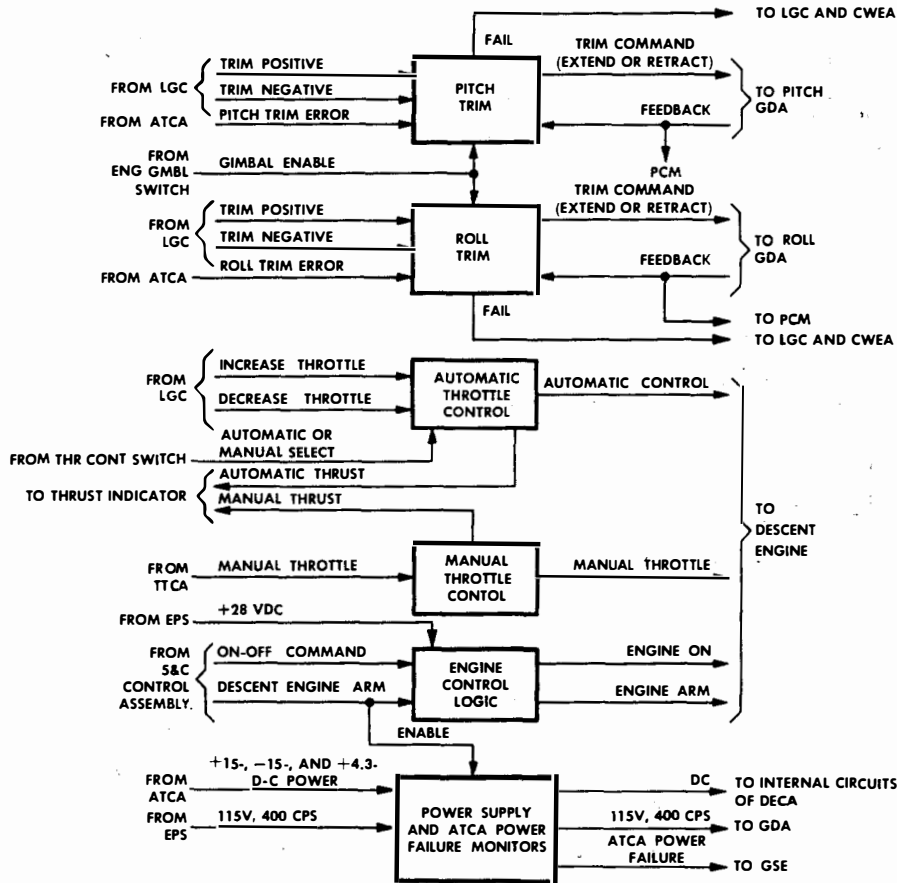 TO LGC AND CWEA
FAIL
TRIM COMMAND
(EXTEND OR RETRACT)
TRIM POSITIVE
FROM LGC
TRIM NEGATIVE
PITCH
TRIM
TO PITCH
GDA
FROM ATCA
PITCH TRIM ERROR
FEEDBACK
FROM
ENG GMBL
SWITCH
GIMBAL ENABLE
PCM
TRIM COMMAND
(EXTEND OR RETRACT)
TRIM POSITIVE
FROM
LGC
TRIM NEGATIVE
ROLL
TRIM
TO ROLL
GDA
FROM ATCA
ROLL TRIM ERROR
FEEDBACK
FAIL
TO PCM
TO LGC AND CWEA
INCREASE THROTTLE
FROM
LGC
DECREASE THROTTLE
AUTOMATIC
THROTTLE
CONTROL
AUTOMATIC CONTROL
AUTOMATIC OR
MANUAL SELECT
FROM THR CONT SWITCH
AUTOMATIC THRUST
TO THRUST INDICATOR
MANUAL THRUST
TO
DESCENT
ENGINE
FROM
TTCA
MANUAL THROTTLE
MANUAL
THROTTLE
CONTOL
MANUAL THROTTLE
FROM EPS
+28 VDC
FROM
S&C
CONTROL
ASSEMBLY.
ON-OFF COMMAND
DESCENT ENGINE ARM
ENGINE
CONTROL
LOGIC
ENGINE ON
ENGINE ARM
ENABLE
FROM
ATCA
+15-, -15-, AND +4.3-
D-C POWER
DC
TO INTERNAL CIRCUITS
OF DECA
FROM
EPS
115V, 400 CPS
POWER SUPPLY
AND ATCA POWER
FAILURE MONITORS
115V, 400 CPS
TO GDA
ATCA POWER
FAILURE
TO GSE